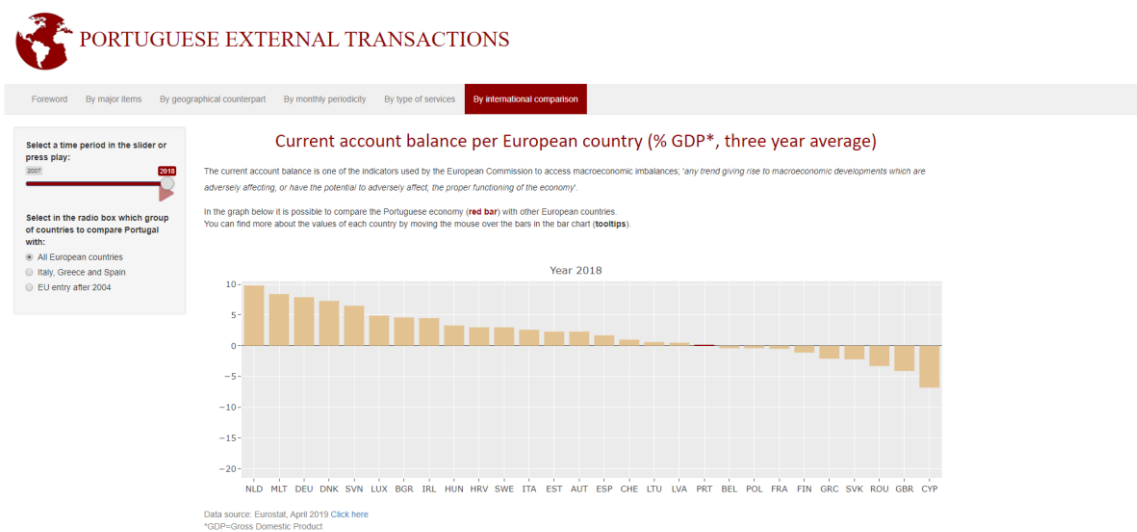 PORTUGUESE EXTERNAL TRANSACTIONS
Foreword By major items By geographical counterpart By monthly periodicity By type of services By international comparison
Select a time period in the slider or
press play:
2007 2018
Select in the radio box which group
of countries to compare Portugal
with:
All European countries
Italy, Greece and Spain
EU entry after 2004
Current account balance per European country (% GDP*, three year average)
The current account balance is one of the indicators used by the European Commission to access macroeconomic imbalances; 'any trend giving rise to macroeconomic developments which are
adversely affecting, or have the potential to adversely affect, the proper functioning of the economy'.
In the graph below it is possible to compare the Portuguese economy (red bar) with other European countries.
You can find more about the values of each country by moving the mouse over the bars in the bar chart (tooltips).
Year 2018
10
5
0
−5
−10
−15
−20
NLD MLT DEU DNK SVN LUX BGR IRL HUN HRV SWE ITA EST AUT ESP CHE LTU LVA PRT BEL POL FRA FIN GRC SVK ROU GBR CYP
Data source: Eurostat, April 2019 Click here
*GDP=Gross Domestic Product